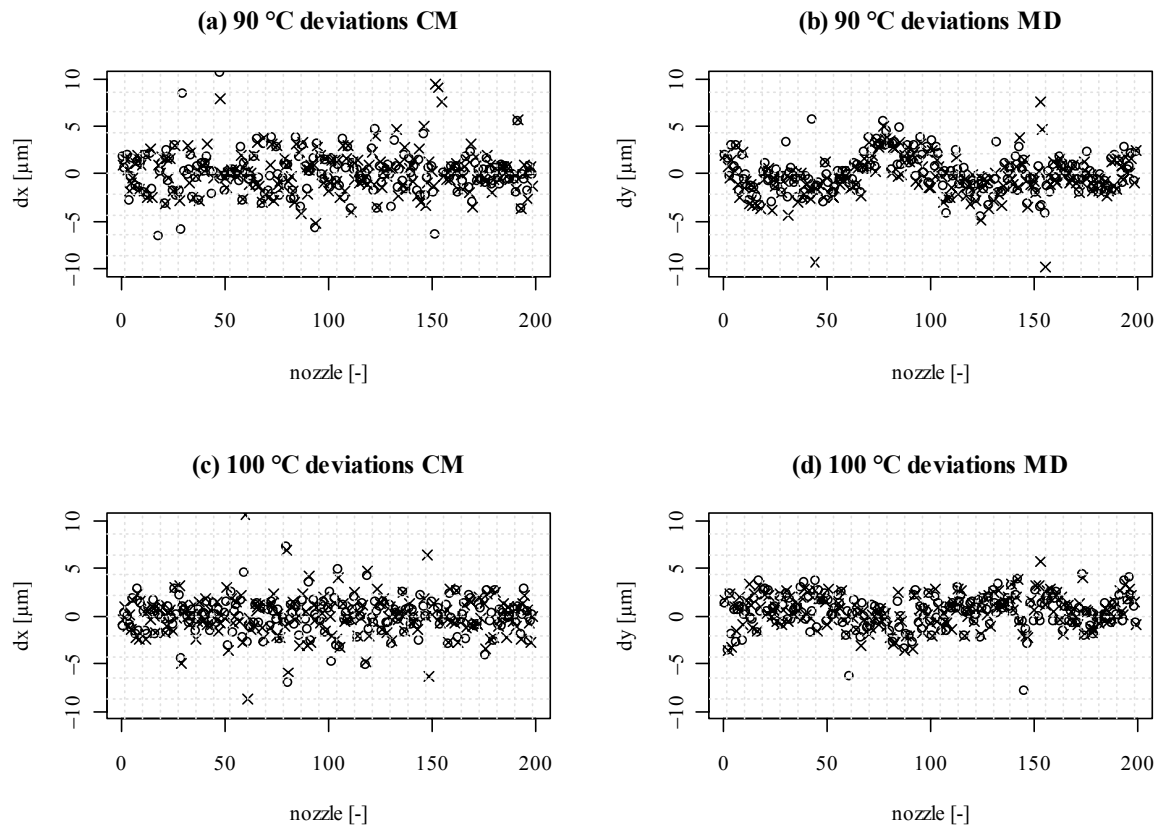 (a) 90 °C deviations CM
dx [µm]
10
5
0
−5
−10
0 50 100 150 200
nozzle [-]
(b) 90 °C deviations MD
dy [µm]
10
5
0
−5
−10
0 50 100 150 200
nozzle [-]
(c) 100 °C deviations CM
dx [µm]
10
5
0
−5
−10
0 50 100 150 200
nozzle [-]
(d) 100 °C deviations MD
dy [µm]
10
5
0
−5
−10
0 50 100 150 200
nozzle [-]